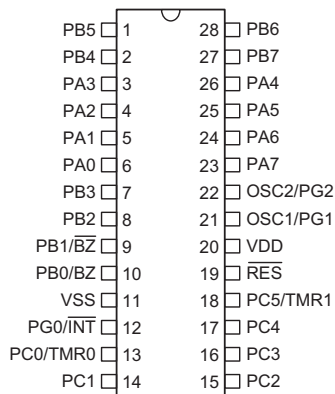 PB5 1 28 PB6
PB4 2 27 PB7
PA3 3 26 PA4
PA2 4 25 PA5
PA1 5 24 PA6
PA0 6 23 PA7
PB3 7 22 OSC2/PG2
PB2 8 21 OSC1/PG1
PB1/B̅Z̅ 9 20 VDD
PB0/BZ 10 19 R̅E̅S̅
VSS 11 18 PC5/TMR1
PG0/I̅N̅T̅ 12 17 PC4
PC0/TMR0 13 16 PC3
PC1 14 15 PC2